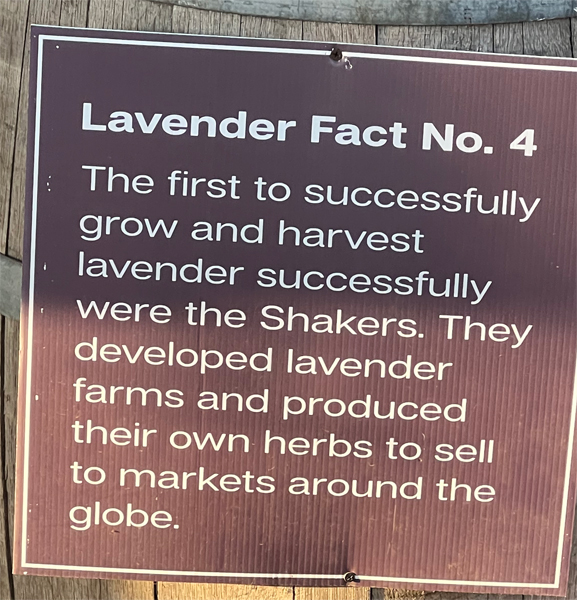 Lavender Fact No. 4
The first to successfully
grow and harvest
lavender successfully
were the Shakers. They
developed lavender
farms and produced
their own herbs to sell
to markets around the
globe.